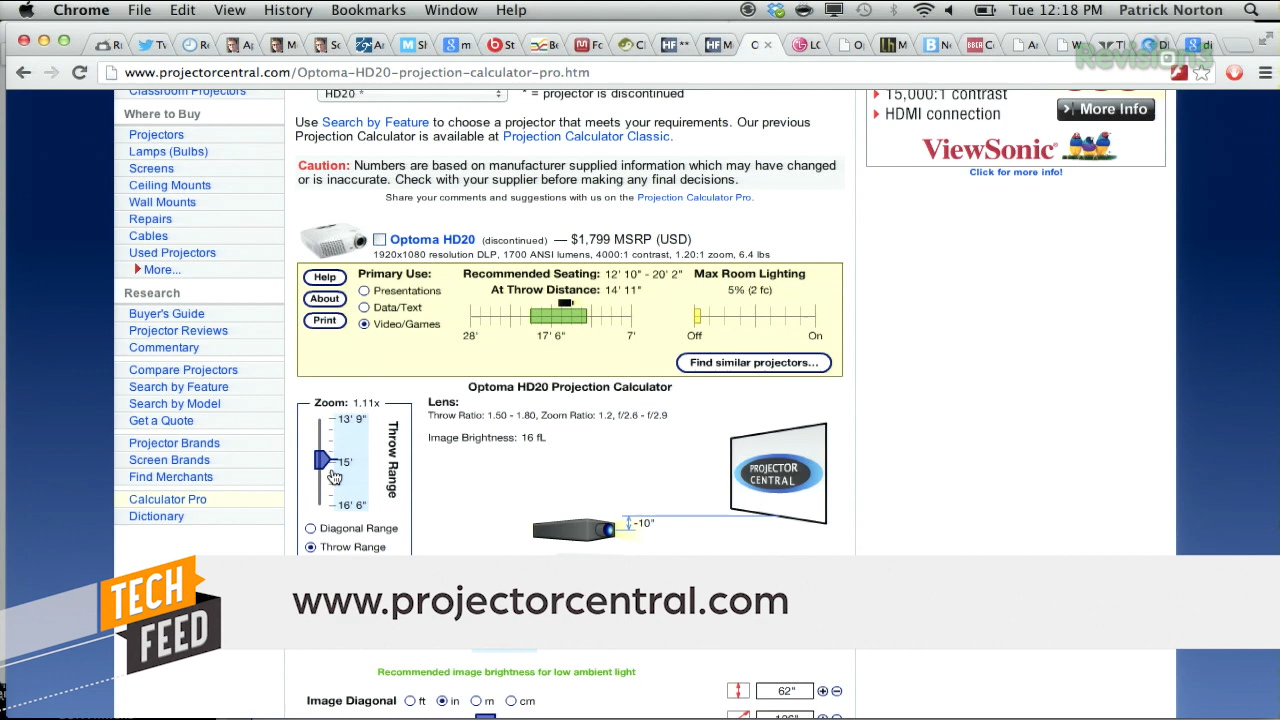 Chrome File Edit View History Bookmarks Window Help Tue 12:18 PM Patrick Norton
www.projectorcentral.com/Optoma-HD20-projection-calculator-pro.htm
Revision3
Classroom Projectors
Where to Buy
Projectors
Lamps (Bulbs)
Screens
Ceiling Mounts
Wall Mounts
Repairs
Cables
Used Projectors
More...
Research
Buyer's Guide
Projector Reviews
Commentary
Compare Projectors
Search by Feature
Search by Model
Get a Quote
Projector Brands
Screen Brands
Find Merchants
Calculator Pro
Dictionary
HD20 * * = projector is discontinued
Use Search by Feature to choose a projector that meets your requirements. Our previous
Projection Calculator is available at Projection Calculator Classic.
Caution: Numbers are based on manufacturer supplied information which may have changed
or is inaccurate. Check with your supplier before making any final decisions.
Share your comments and suggestions with us on the Projection Calculator Pro.
Optoma HD20 (discontinued) — $1,799 MSRP (USD)
1920x1080 resolution DLP, 1700 ANSI lumens, 4000:1 contrast, 1.20:1 zoom, 6.4 lbs
Help
About
Print
Primary Use:
Presentations
Data/Text
Video/Games
Recommended Seating: 12' 10" - 20' 2"
At Throw Distance: 14' 11"
28' 17' 6" 7'
Max Room Lighting
5% (2 fc)
Off On
Find similar projectors...
Optoma HD20 Projection Calculator
Zoom: 1.11x
13' 9"
15'
16' 6"
Throw Range
Diagonal Range
Throw Range
Lens:
Throw Ratio: 1.50 - 1.80, Zoom Ratio: 1.2, f/2.6 - f/2.9
Image Brightness: 16 fL
PROJECTOR
CENTRAL
-10"
15,000:1 contrast
HDMI connection
More Info
ViewSonic
Click for more info!
TECH
FEED
www.projectorcentral.com
Recommended image brightness for low ambient light
Image Diagonal ft in m cm
62"